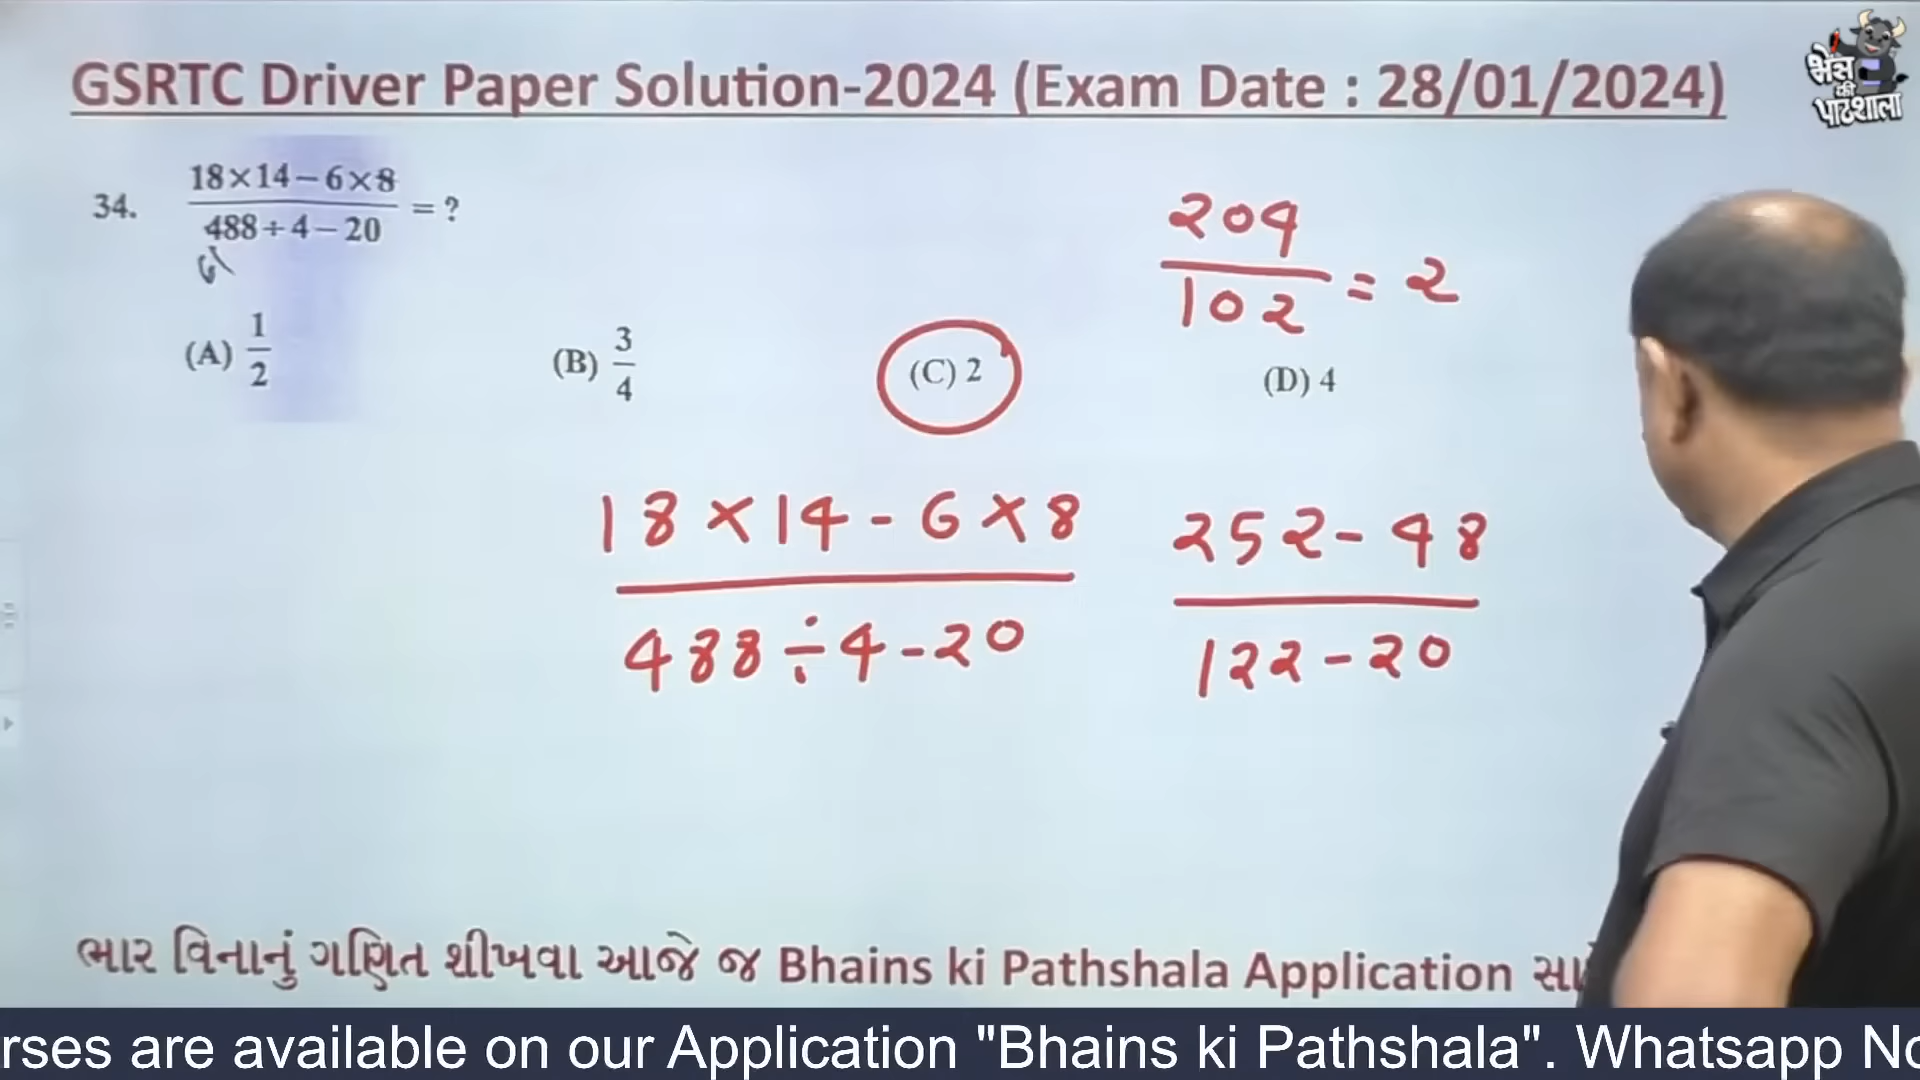 GSRTC Driver Paper Solution-2024 (Exam Date : 28/01/2024)
भैंस
की
पाठशाला
34. 18×14−6×8 / 488÷4−20 = ?
204 / 102 = 2
(A) 1/2 (B) 3/4 (C) 2 (D) 4
18×14-6×8 252-48
488÷4-20 122-20
ભાર વિનાનું ગણિત શીખવા આજે જ Bhains ki Pathshala Application
rses are available on our Application "Bhains ki Pathshala". Whatsapp No